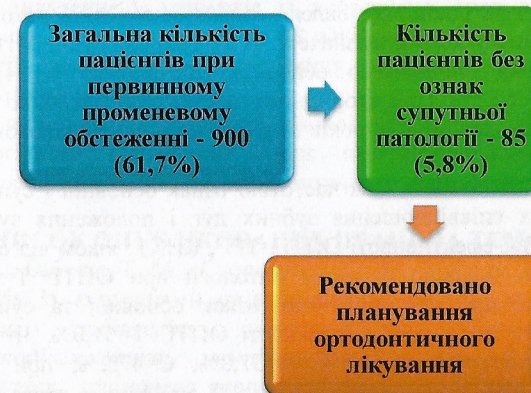 Загальна кількість
пацієнтів при
первинному
променевому
обстеженні - 900
(61,7%)
Кількість
пацієнтів без
ознак
супутньої
патології - 85
(5,8%)
Рекомендовано
планування
ортодонтичного
лікування